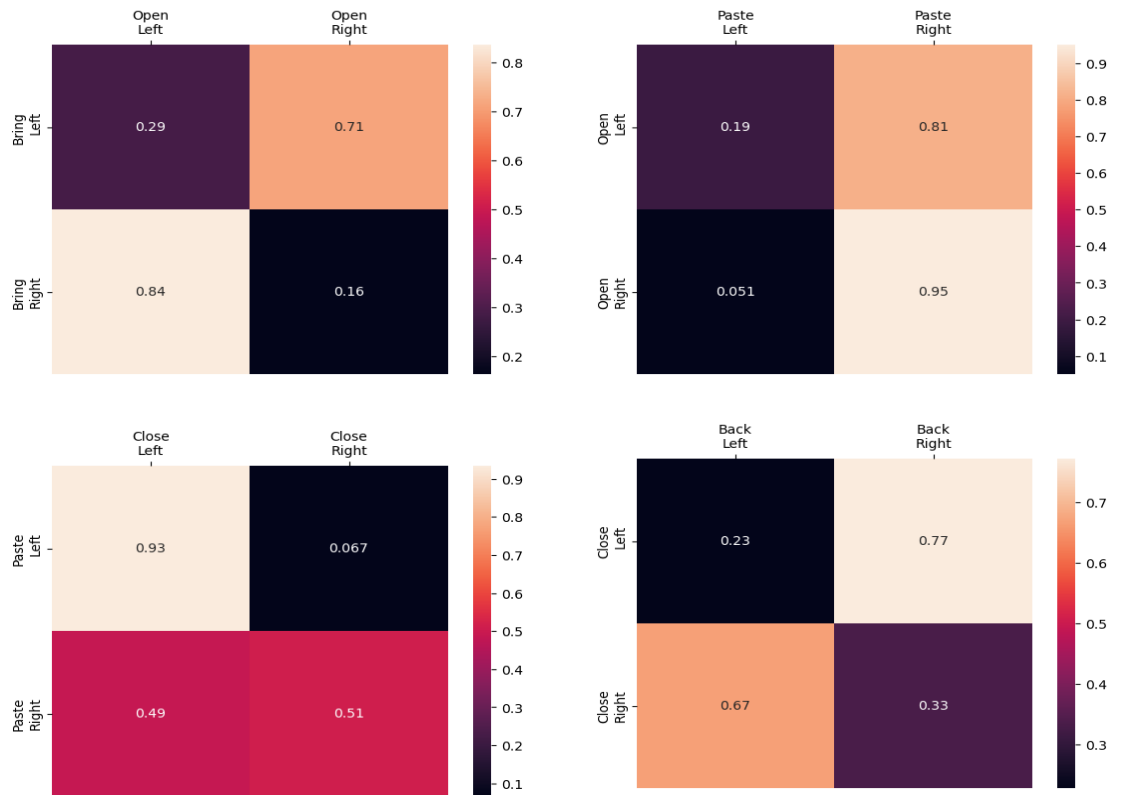 Open
Left
Open
Right
Bring
Left
0.29
0.71
Bring
Right
0.84
0.16
0.8
0.7
0.6
0.5
0.4
0.3
0.2
Paste
Left
Paste
Right
Open
Left
0.19
0.81
Open
Right
0.051
0.95
0.9
0.8
0.7
0.6
0.5
0.4
0.3
0.2
0.1
Close
Left
Close
Right
Paste
Left
0.93
0.067
Paste
Right
0.49
0.51
0.9
0.8
0.7
0.6
0.5
0.4
0.3
0.2
0.1
Back
Left
Back
Right
Close
Left
0.23
0.77
Close
Right
0.67
0.33
0.7
0.6
0.5
0.4
0.3